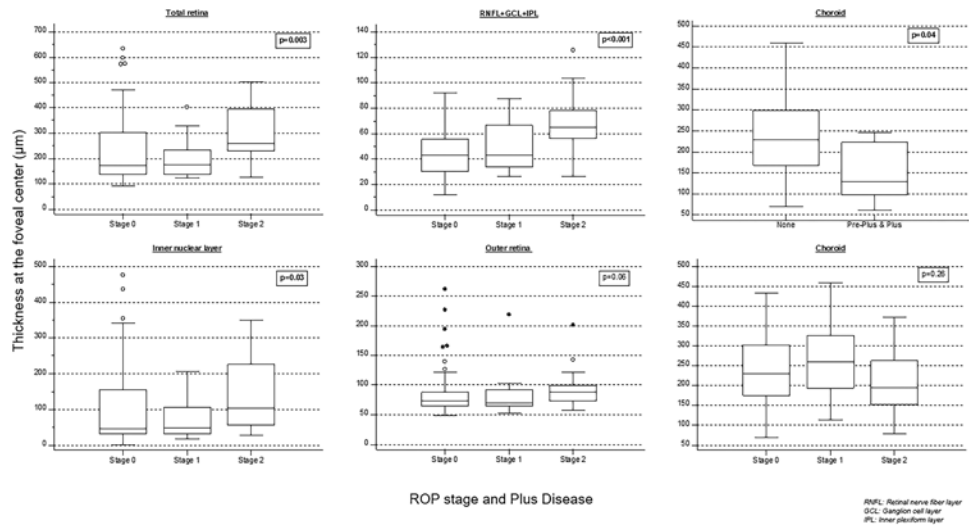 Total retina
RNFL+GCL+IPL
Choroid
700
600
500
400
300
200
100
0
p=0.003
Stage 0
Stage 1
Stage 2
140
120
100
80
60
40
20
0
p<0.001
Stage 0
Stage 1
Stage 2
500
450
400
350
300
250
200
150
100
50
p=0.04
None
Pre-Plus & Plus
Thickness at the foveal center (µm)
Inner nuclear layer
Outer retina
Choroid
500
400
300
200
100
0
p=0.03
Stage 0
Stage 1
Stage 2
300
250
200
150
100
50
0
p=0.06
Stage 0
Stage 1
Stage 2
500
450
400
350
300
250
200
150
100
50
p=0.26
Stage 0
Stage 1
Stage 2
ROP stage and Plus Disease
RNFL: Retinal nerve fiber layer
GCL: Ganglion cell layer
IPL: Inner plexiform layer